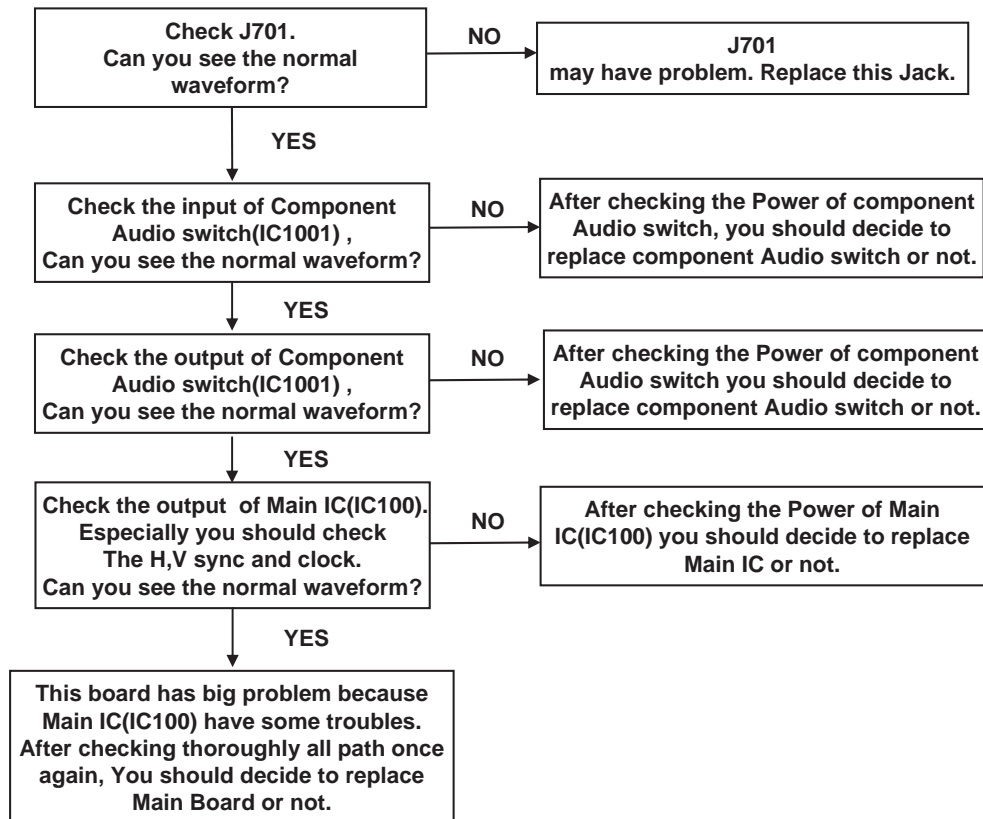 Check J701.
Can you see the normal
waveform?
NO
J701
may have problem. Replace this Jack.
YES
Check the input of Component
Audio switch(IC1001) ,
Can you see the normal waveform?
NO
After checking the Power of component
Audio switch, you should decide to
replace component Audio switch or not.
YES
Check the output of Component
Audio switch(IC1001) ,
Can you see the normal waveform?
NO
After checking the Power of component
Audio switch you should decide to
replace component Audio switch or not.
YES
Check the output of Main IC(IC100).
Especially you should check
The H,V sync and clock.
Can you see the normal waveform?
NO
After checking the Power of Main
IC(IC100) you should decide to replace
Main IC or not.
YES
This board has big problem because
Main IC(IC100) have some troubles.
After checking thoroughly all path once
again, You should decide to replace
Main Board or not.